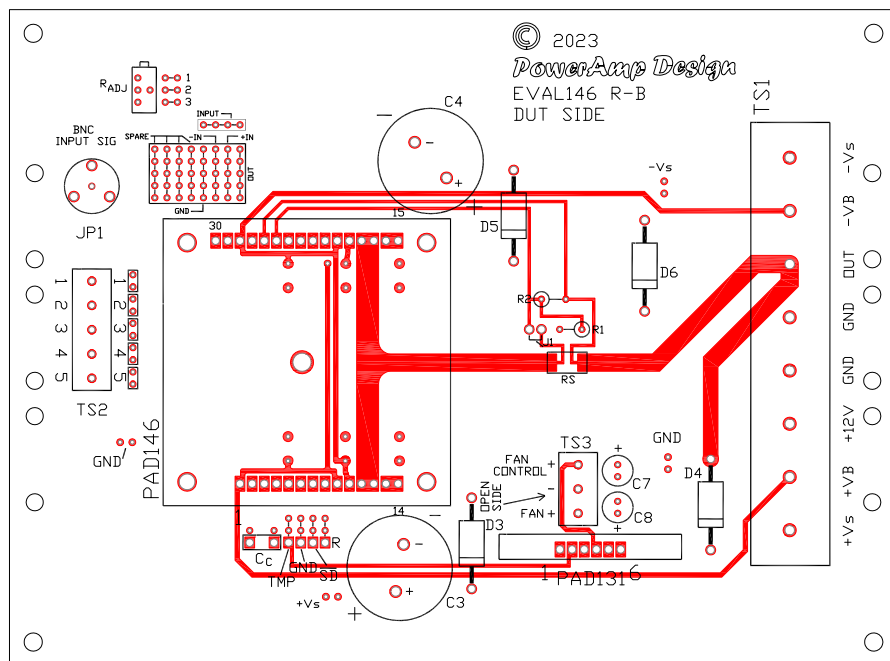 © 2023
PowerAmp Design
EVAL146 R-B
DUT SIDE
TS1
RADJ
1
2
3
C4
−
INPUT
BNC
INPUT SIG
SPARE
-IN
+IN
OUT
GND
JP1
-
+
+
-Vs
-Vs
-VB
OUT
GND
GND
+12V
+VB
+Vs
30
15
D5
D6
1
2
3
4
5
1
2
3
4
5
TS2
R2
R1
J1
RS
GND
PAD146
TS3
FAN
CONTROL
+
-
FAN +
OPEN
SIDE
+
C7
C8
+
GND
D4
D3
1
14
−
CC
TMP
GND
SD
R
-
+
+
C3
+Vs
1
PAD131
6